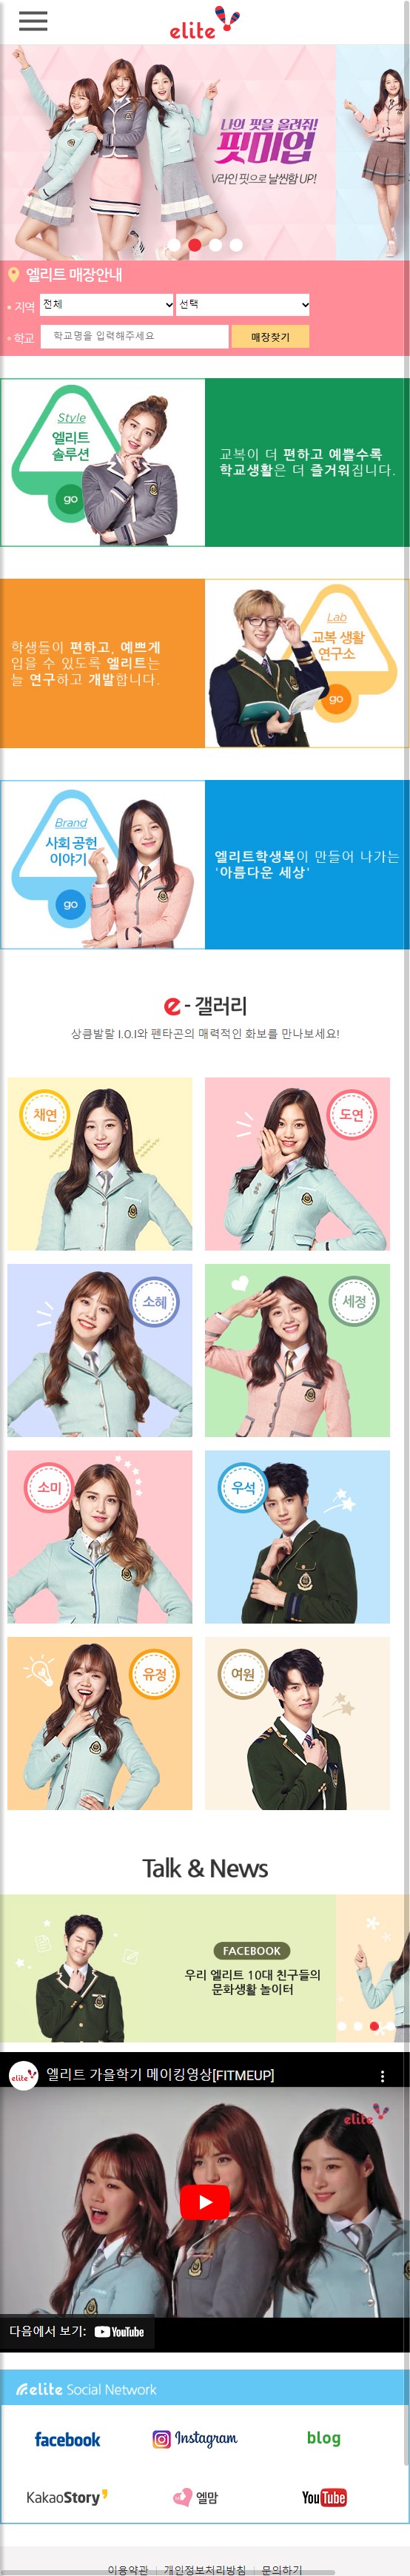 elite
나의 핏을 올려줘!
핏미업
V라인 핏으로 날씬함 UP!
엘리트 매장안내
지역 전체 선택
학교 학교명을 입력해주세요 매장찾기
Style
엘리트
솔루션
go
교복이 더 편하고 예쁠수록
학교생활은 더 즐거워집니다.
학생들이 편하고, 예쁘게
입을 수 있도록 엘리트는
늘 연구하고 개발합니다.
Lab
교복 생활
연구소
go
Brand
사회 공헌
이야기
go
엘리트학생복이 만들어 나가는
'아름다운 세상'
e - 갤러리
상큼발랄 I.O.I와 펜타곤의 매력적인 화보를 만나보세요!
채연
도연
소혜
세정
소미
우석
유정
여원
Talk & News
FACEBOOK
우리 엘리트 10대 친구들의
문화생활 놀이터
elite 엘리트 가을학기 메이킹영상[FITMEUP]
elite
다음에서 보기: YouTube
elite Social Network
facebook Instagram blog
KakaoStory 엘맘 YouTube
이용약관 | 개인정보처리방침 | 문의하기